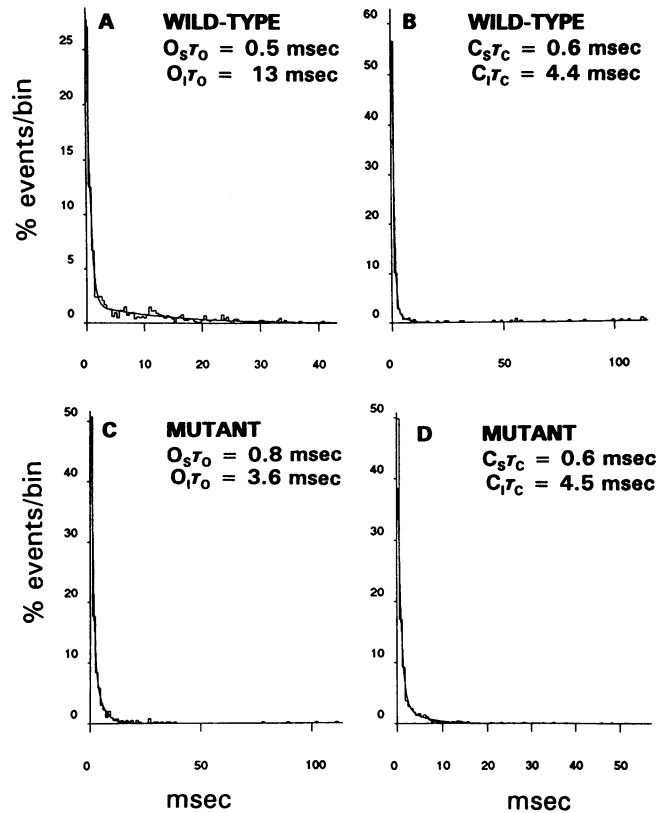 A WILD-TYPE
OSτO = 0.5 msec
OlτO = 13 msec
% events/bin
25
20
15
10
5
0
0 10 20 30 40
B WILD-TYPE
CSτC = 0.6 msec
ClτC = 4.4 msec
60
50
40
30
20
10
0
0 50 100
C MUTANT
OSτO = 0.8 msec
OlτO = 3.6 msec
% events/bin
50
40
30
20
10
0
0 50 100
msec
D MUTANT
CSτC = 0.6 msec
ClτC = 4.5 msec
50
40
30
20
10
0
0 10 20 30 40 50
msec